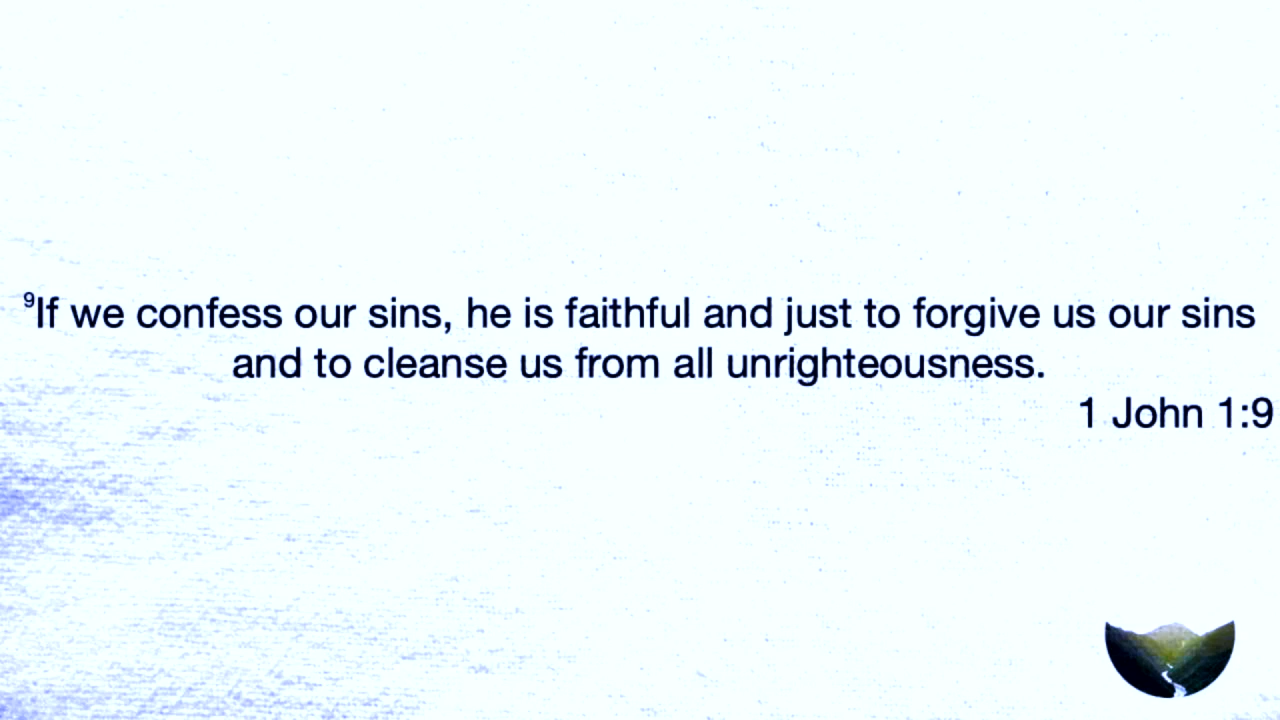 ⁹If we confess our sins, he is faithful and just to forgive us our sins
and to cleanse us from all unrighteousness.
1 John 1:9